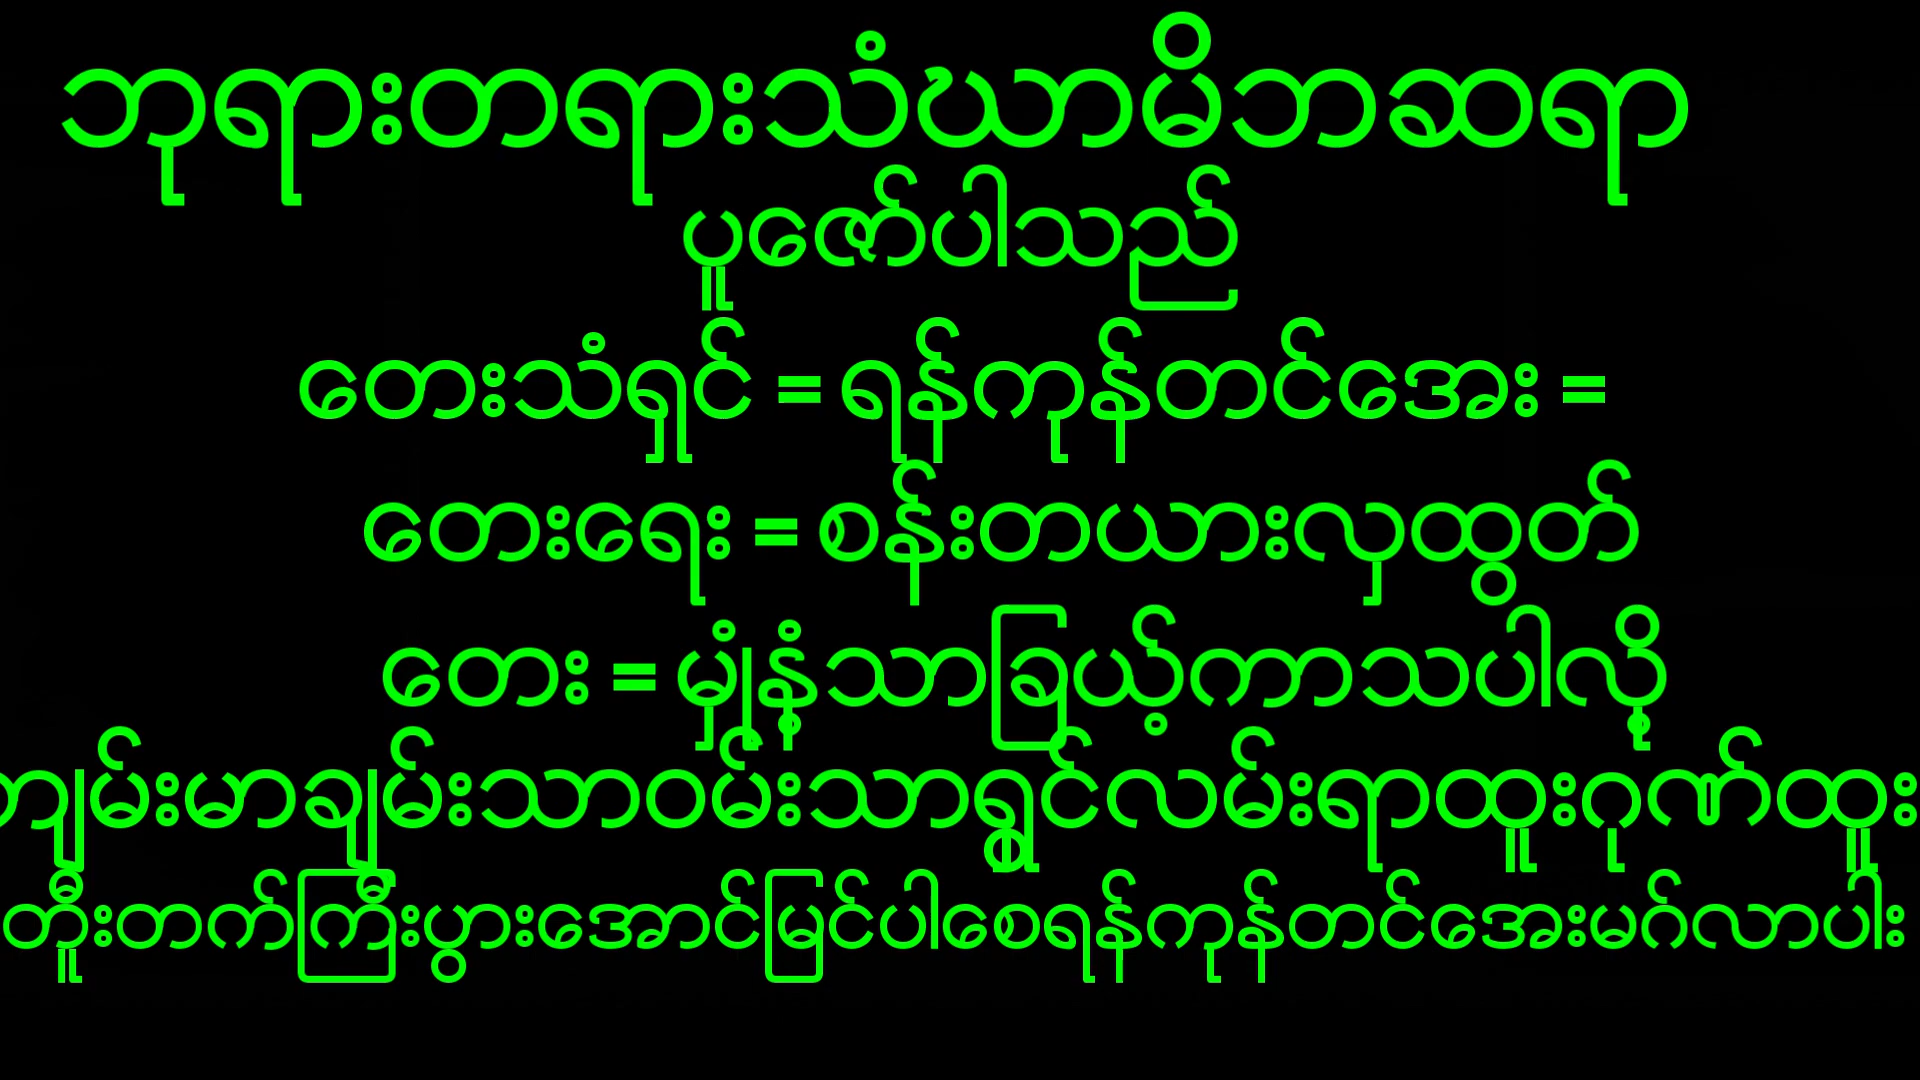 ဘုရားတရားသံဃာမိဘဆရာ
ပူဇော်ပါသည်
တေးသံရှင် = ရန်ကုန်တင်အေး =
တေးရေး = စန်းတယားလှထွတ်
တေး = မှျုံနံ့သာခြယ့်ကာသပါလို့
ကျမ်းမာချမ်းသာဝမ်းသာရွှင်လမ်းရာထူးဂုဏ်ထူး
တိူးတက်ကြီးပွားအောင်မြင်ပါစေရန်ကုန်တင်အေးမင်္ဂလာပါး